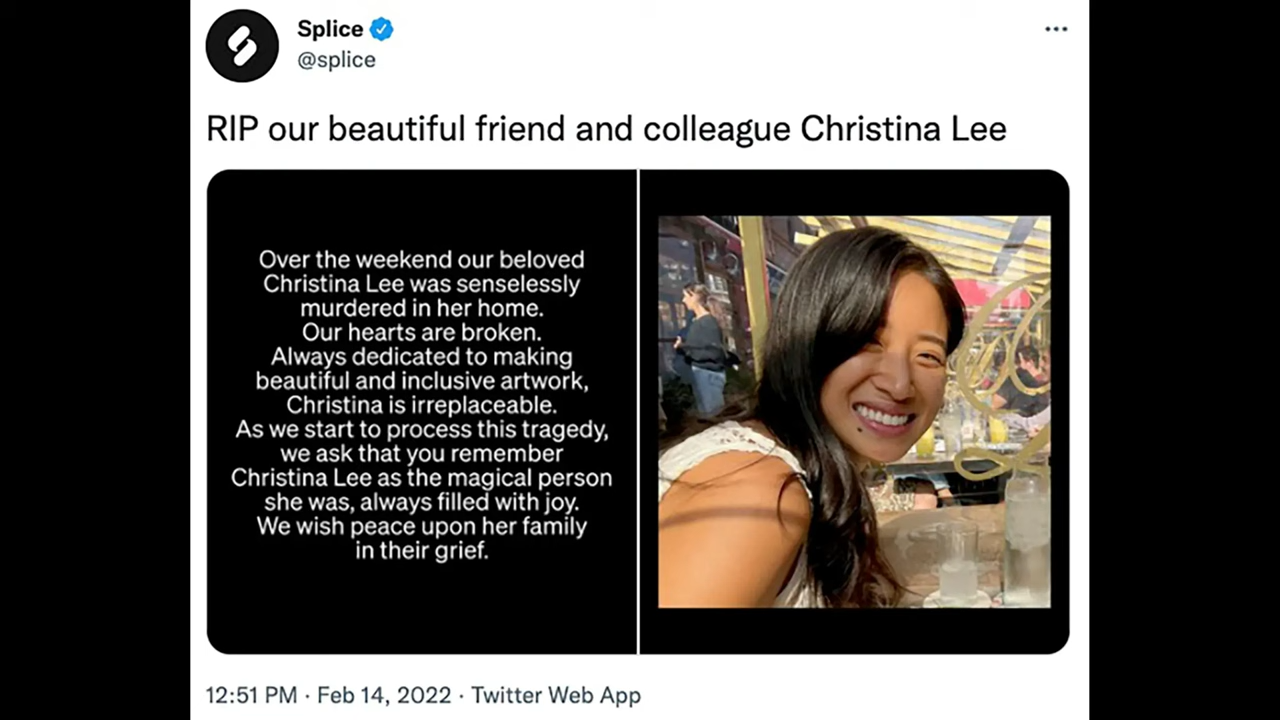 Splice
@splice
RIP our beautiful friend and colleague Christina Lee
Over the weekend our beloved
Christina Lee was senselessly
murdered in her home.
Our hearts are broken.
Always dedicated to making
beautiful and inclusive artwork,
Christina is irreplaceable.
As we start to process this tragedy,
we ask that you remember
Christina Lee as the magical person
she was, always filled with joy.
We wish peace upon her family
in their grief.
12:51 PM · Feb 14, 2022 · Twitter Web App